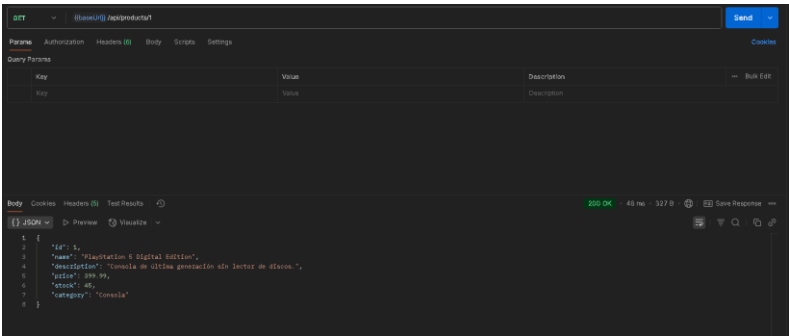 GET {{baseUrl}} /api/products/1 Send
Params Authorization Headers (6) Body Scripts Settings Cookies
Query Params
Key Value Description ··· Bulk Edit
Key Value Description
Body Cookies Headers (5) Test Results 200 OK · 48 ms · 327 B · Save Response ···
{} JSON Preview Visualize
1 {
2 "id": 1,
3 "name": "PlayStation 5 Digital Edition",
4 "description": "Consola de última generación sin lector de discos.",
5 "price": 399.99,
6 "stock": 45,
7 "category": "Consola"
8 }